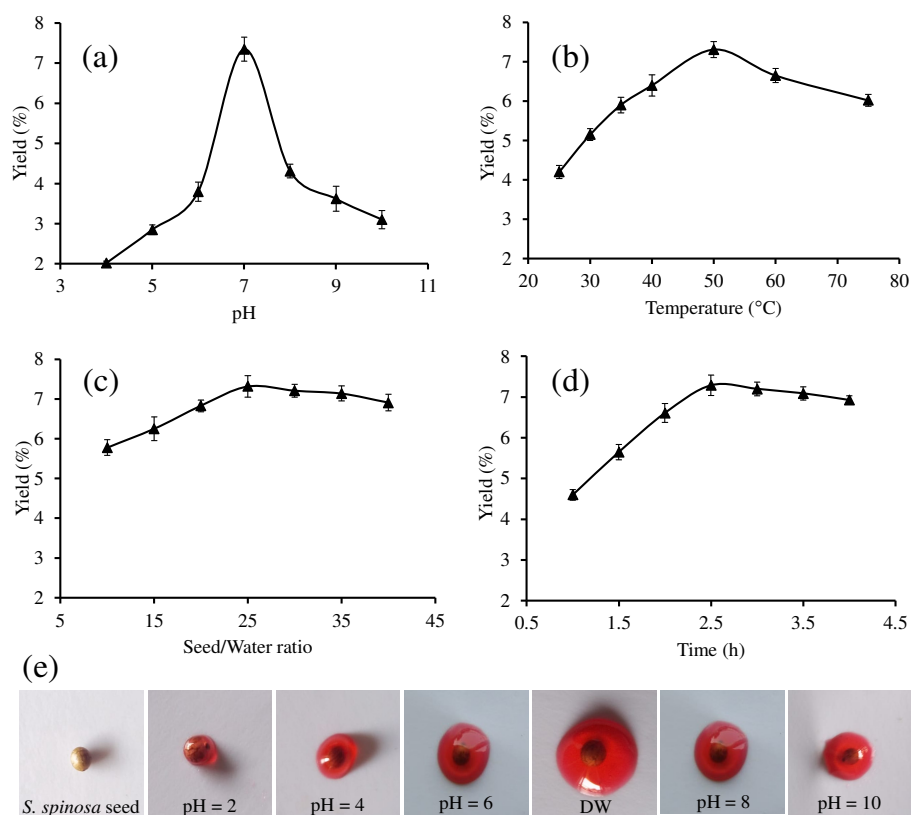 (a)
Yield (%)
8
7
6
5
4
3
2
3 5 7 9 11
pH
(b)
Yield (%)
8
7
6
5
4
3
2
20 30 40 50 60 70 80
Temperature (°C)
(c)
Yield (%)
8
7
6
5
4
3
2
5 15 25 35 45
Seed/Water ratio
(d)
Yield (%)
8
7
6
5
4
3
2
0.5 1.5 2.5 3.5 4.5
Time (h)
(e)
S. spinosa seed
pH = 2
pH = 4
pH = 6
DW
pH = 8
pH = 10